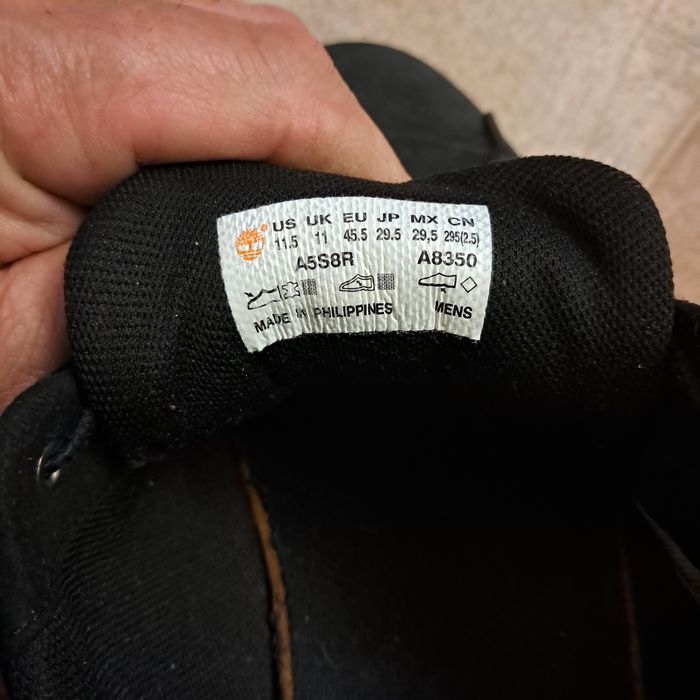 US UK EU JP MX CN
11.5 11 45.5 29.5 29,5 295(2.5)
A5S8R A8350
MADE IN PHILIPPINES MENS